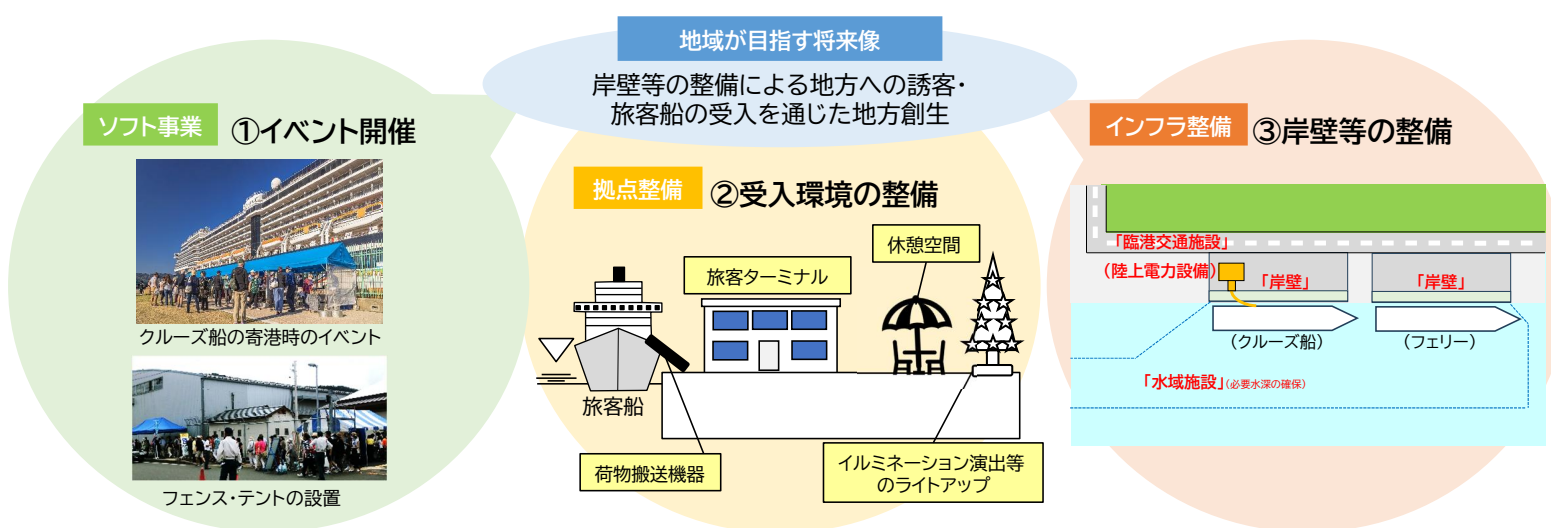 地域が目指す将来像
岸壁等の整備による地方への誘客・
旅客船の受入を通じた地方創生
ソフト事業
①イベント開催
クルーズ船の寄港時のイベント
フェンス・テントの設置
拠点整備
②受入環境の整備
休憩空間
旅客ターミナル
旅客船
荷物搬送機器
イルミネーション演出等
のライトアップ
インフラ整備
③岸壁等の整備
「臨港交通施設」
(陸上電力設備)
「岸壁」
「岸壁」
(クルーズ船)
(フェリー)
「水域施設」(必要水深の確保)